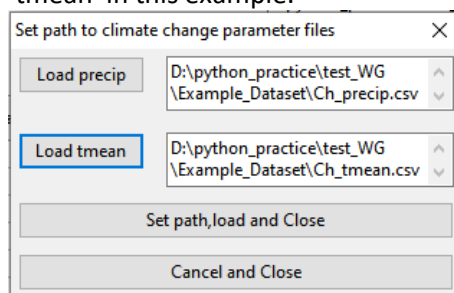 tmean' in this example.
Set path to climate change parameter files
Load precip
D:\python_practice\test_WG
\Example_Dataset\Ch_precip.csv
Load tmean
D:\python_practice\test_WG
\Example_Dataset\Ch_tmean.csv
Set path,load and Close
Cancel and Close